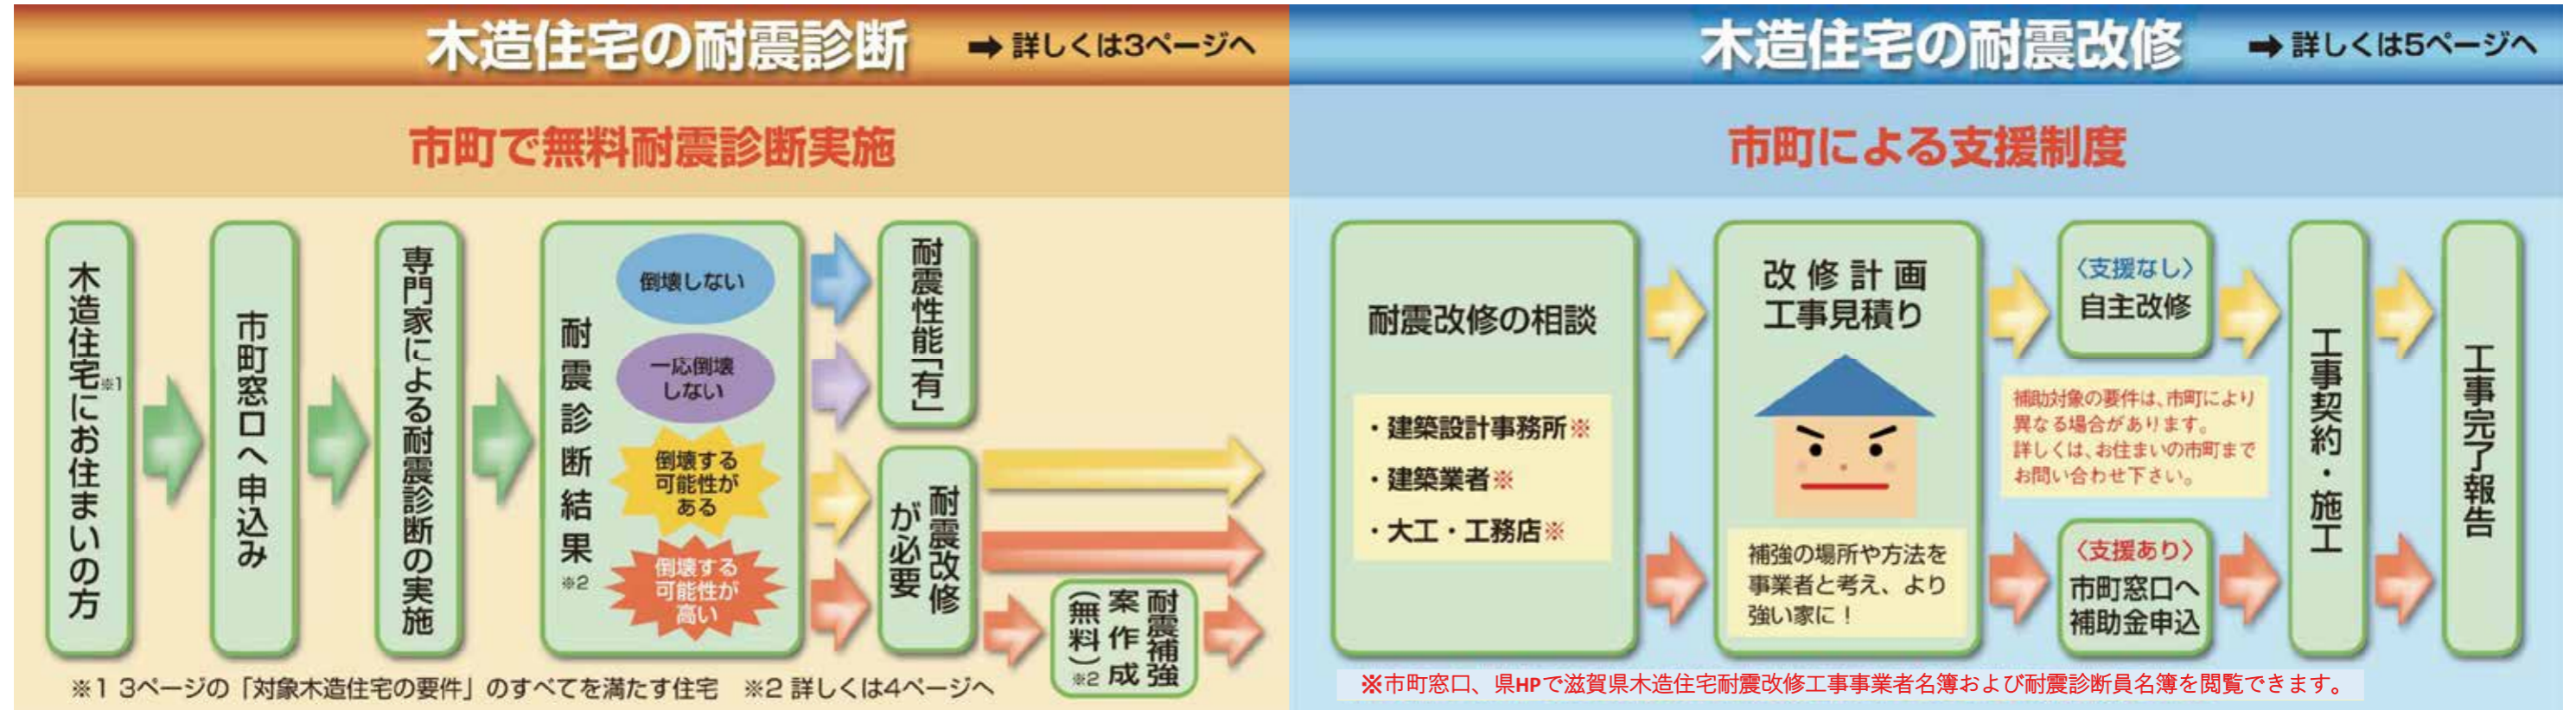 木造住宅の耐震診断
➡ 詳しくは3ページへ
市町で無料耐震診断実施
木造住宅※1にお住まいの方
市町窓口へ申込み
専門家による耐震診断の実施
耐震診断結果※2
倒壊しない
一応倒壊
しない
倒壊する
可能性が
ある
倒壊する
可能性が
高い
耐震性能「有」
耐震改修
が必要
耐震補強
案作成
（無料）※2
※1 3ページの「対象木造住宅の要件」のすべてを満たす住宅　※2 詳しくは4ページへ
木造住宅の耐震改修
➡ 詳しくは5ページへ
市町による支援制度
耐震改修の相談
・建築設計事務所※
・建築業者※
・大工・工務店※
改修計画
工事見積り
補強の場所や方法を
事業者と考え、より
強い家に！
〈支援なし〉
自主改修
補助対象の要件は、市町により
異なる場合があります。
詳しくは、お住まいの市町まで
お問い合わせ下さい。
〈支援あり〉
市町窓口へ
補助金申込
工事契約・施工
工事完了報告
※市町窓口、県HPで滋賀県木造住宅耐震改修工事事業者名簿および耐震診断員名簿を閲覧できます。